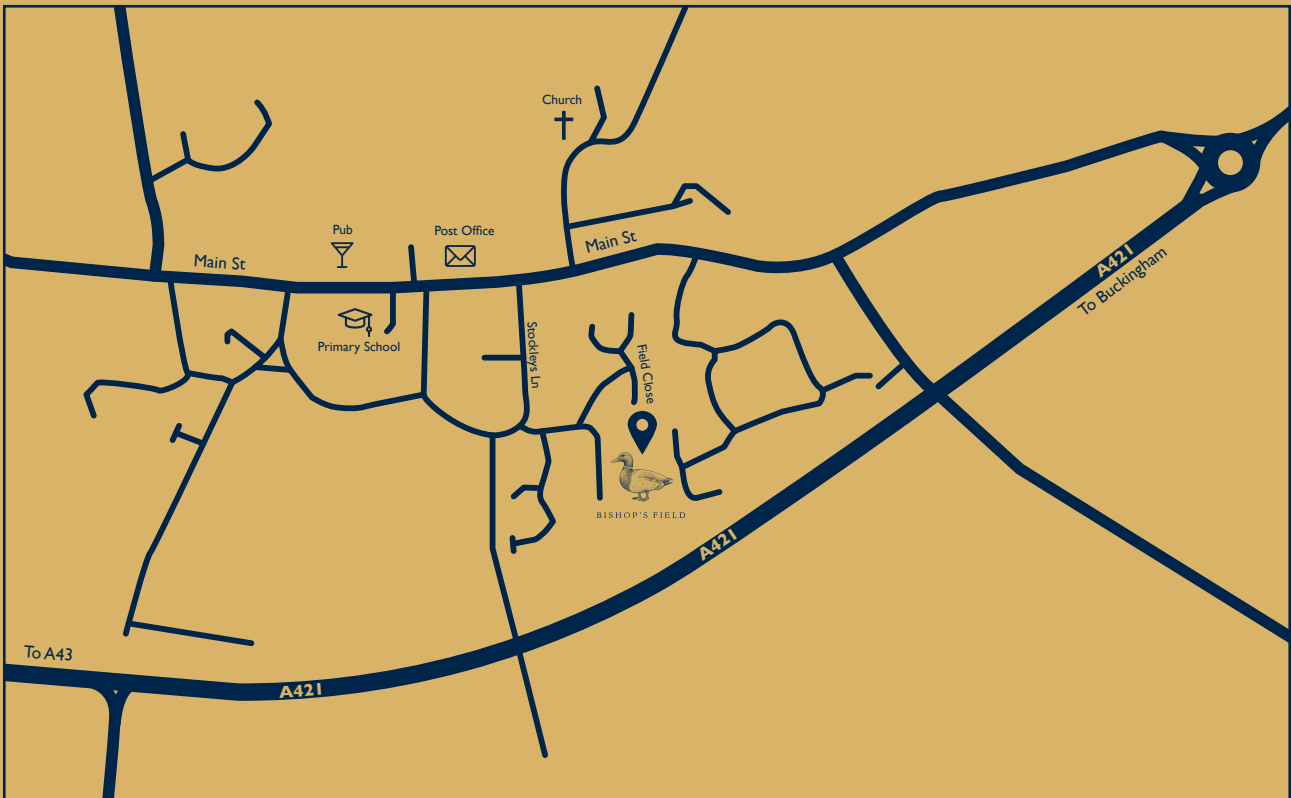 Church
Pub
Post Office
Main St
Main St
A421
To Buckingham
Primary School
Stockleys Ln
Field Close
BISHOP'S FIELD
A421
To A43
A421